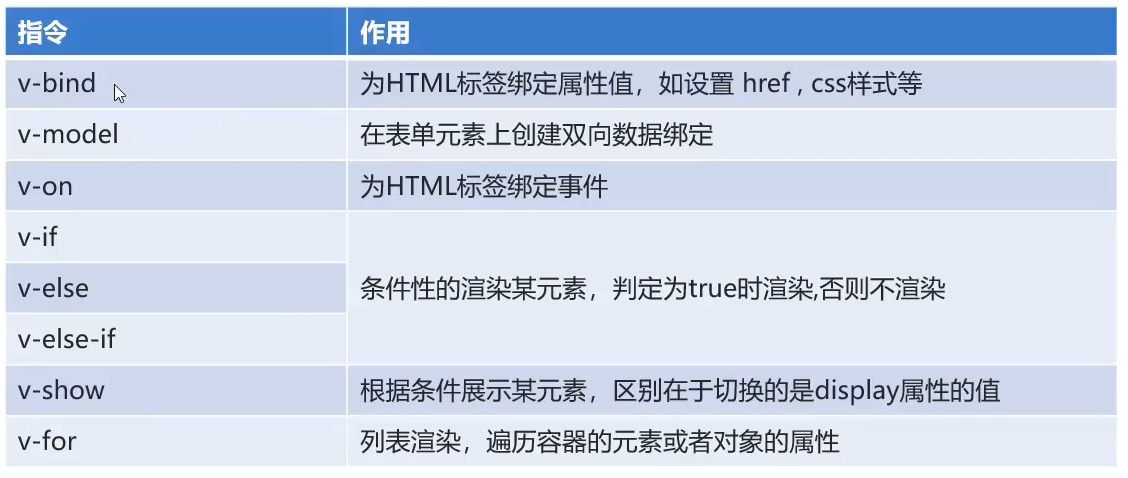 指令 作用
v-bind 为HTML标签绑定属性值，如设置 href , css样式等
v-model 在表单元素上创建双向数据绑定
v-on 为HTML标签绑定事件
v-if
v-else 条件性的渲染某元素，判定为true时渲染,否则不渲染
v-else-if
v-show 根据条件展示某元素，区别在于切换的是display属性的值
v-for 列表渲染，遍历容器的元素或者对象的属性